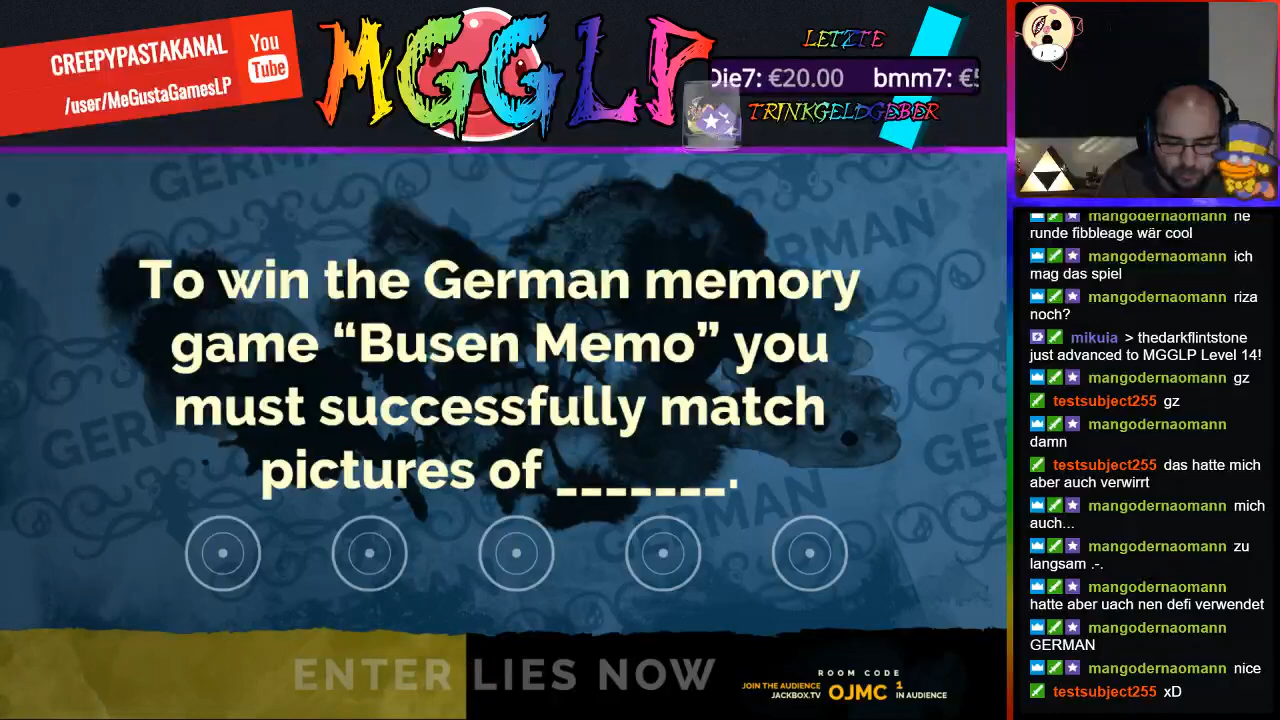 CREEPYPASTAKANAL
/user/MeGustaGamesLP
You
Tube
MGGLP
LETZTE
Die7: €20.00 bmm7: €5
TRINKGELDGEBER
GERMAN
GERMAN
GERMAN
GERMAN
To win the German memory
game “Busen Memo” you
must successfully match
pictures of _______.
ENTER LIES NOW
ROOM CODE
JOIN THE AUDIENCE
JACKBOX.TV
OJMC
1
IN AUDIENCE
mangodernaomann ne
runde fibbleage wär cool
mangodernaomann ich
mag das spiel
mangodernaomann riza
noch?
mikuia > thedarkflintstone
just advanced to MGGLP Level 14!
mangodernaomann gz
testsubject255 gz
mangodernaomann
damn
testsubject255 das hatte mich
aber auch verwirrt
mangodernaomann mich
auch...
mangodernaomann zu
langsam .-.
mangodernaomann
hatte aber uach nen defi verwendet
mangodernaomann
GERMAN
mangodernaomann nice
testsubject255 xD